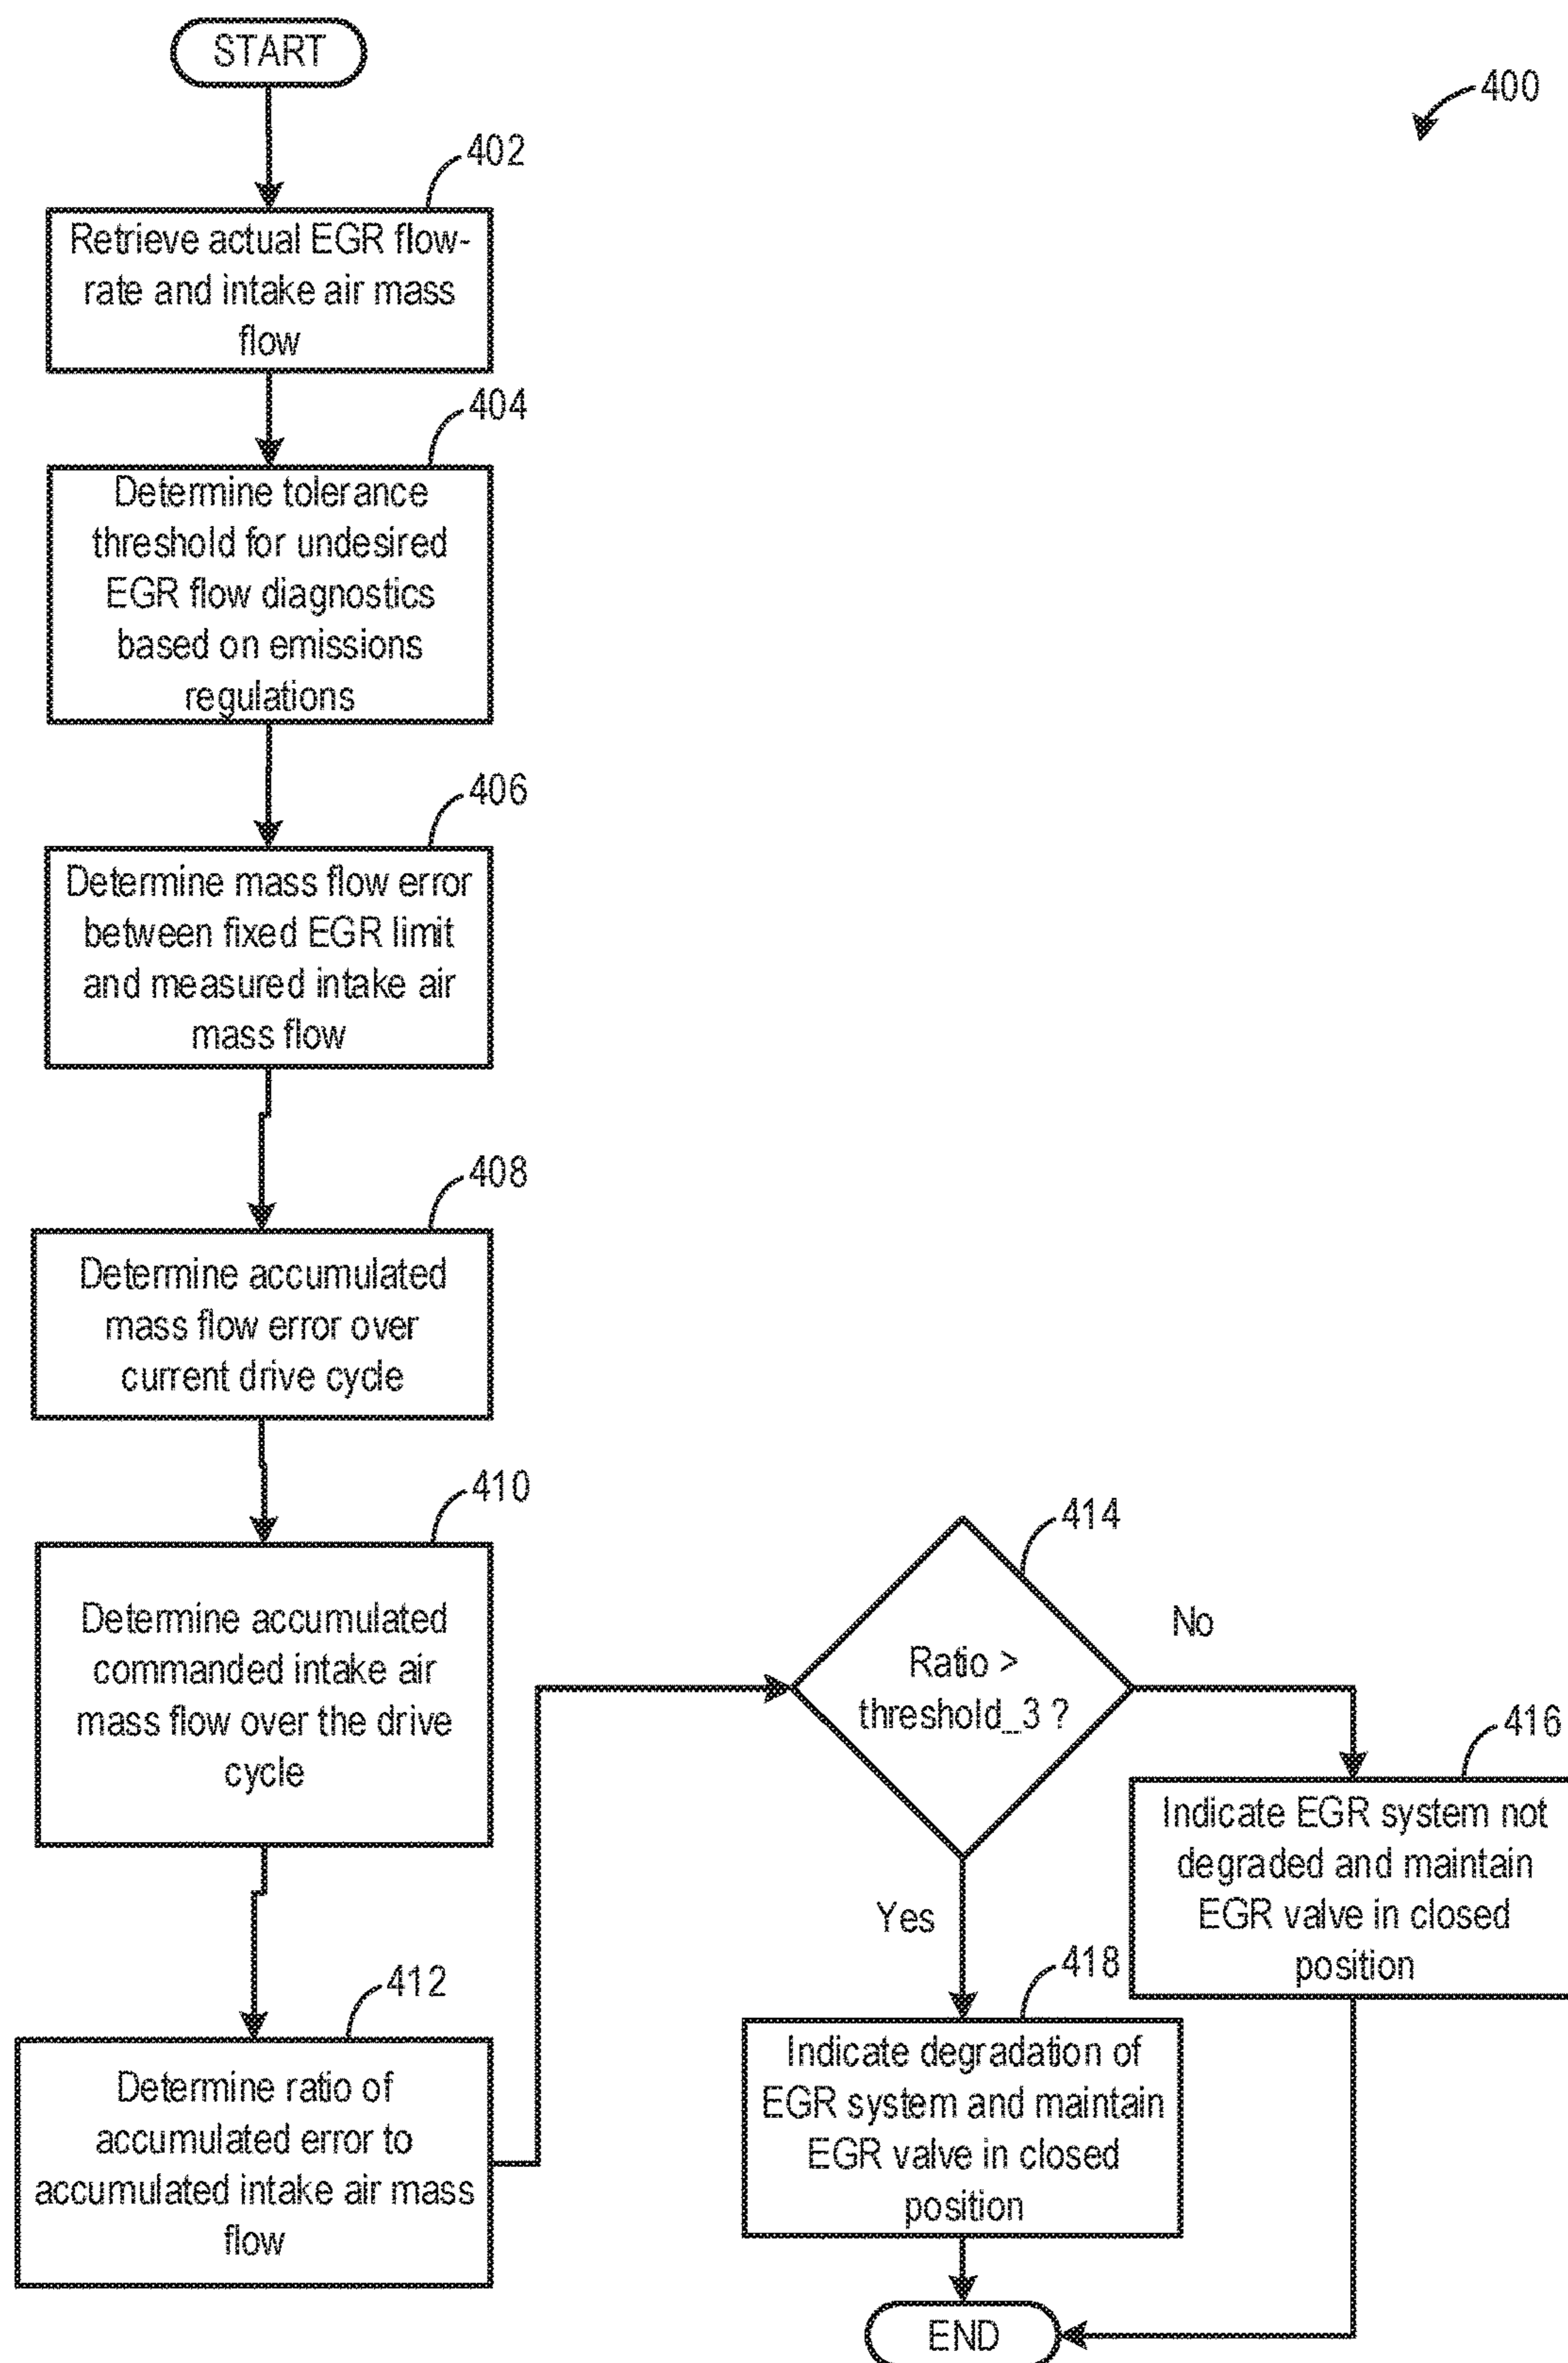 START
400
402
Retrieve actual EGR flow-
rate and intake air mass
flow
404
Determine tolerance
threshold for undesired
EGR flow diagnostics
based on emissions
regulations
406
Determine mass flow error
between fixed EGR limit
and measured intake air
mass flow
408
Determine accumulated
mass flow error over
current drive cycle
410
Determine accumulated
commanded intake air
mass flow over the drive
cycle
412
Determine ratio of
accumulated error to
accumulated intake air mass
flow
414
Ratio >
threshold_3 ?
No
Yes
416
Indicate EGR system not
degraded and maintain
EGR valve in closed
position
418
Indicate degradation of
EGR system and maintain
EGR valve in closed
position
END